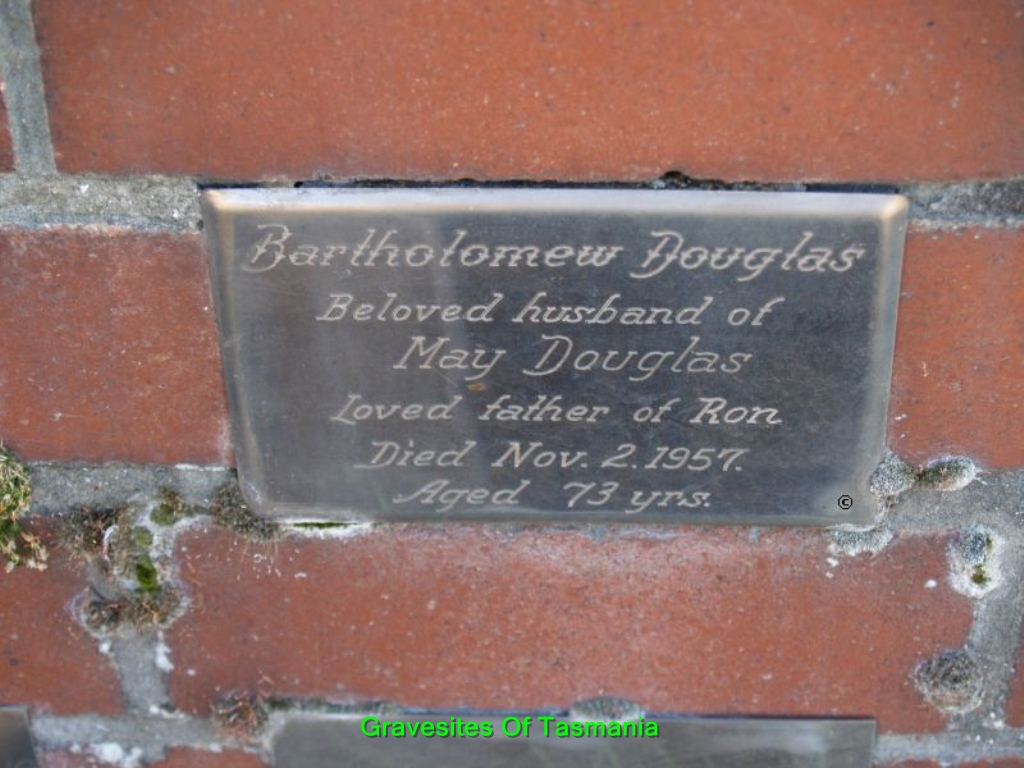 Bartholomew Douglas
Beloved husband of
May Douglas
Loved father of Ron
Died Nov. 2. 1957.
Aged 73 yrs.
©
Gravesites Of Tasmania